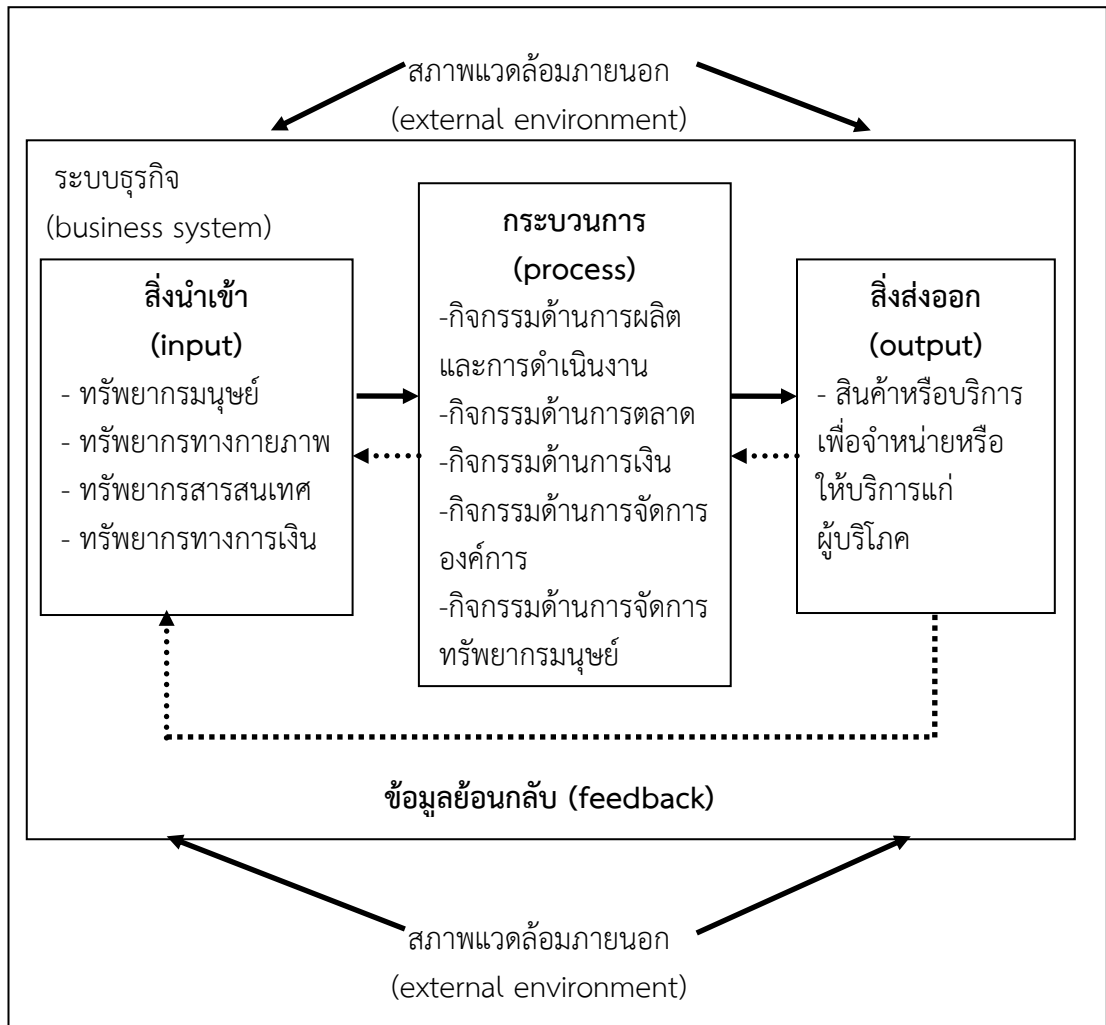 สภาพแวดล้อมภายนอก
(external environment)
ระบบธุรกิจ
(business system)
สิ่งนำเข้า
(input)
- ทรัพยากรมนุษย์
- ทรัพยากรทางกายภาพ
- ทรัพยากรสารสนเทศ
- ทรัพยากรทางการเงิน
กระบวนการ
(process)
-กิจกรรมด้านการผลิต
และการดำเนินงาน
-กิจกรรมด้านการตลาด
-กิจกรรมด้านการเงิน
-กิจกรรมด้านการจัดการ
องค์การ
-กิจกรรมด้านการจัดการ
ทรัพยากรมนุษย์
สิ่งส่งออก
(output)
- สินค้าหรือบริการ
เพื่อจำหน่ายหรือ
ให้บริการแก่
ผู้บริโภค
ข้อมูลย้อนกลับ (feedback)
สภาพแวดล้อมภายนอก
(external environment)